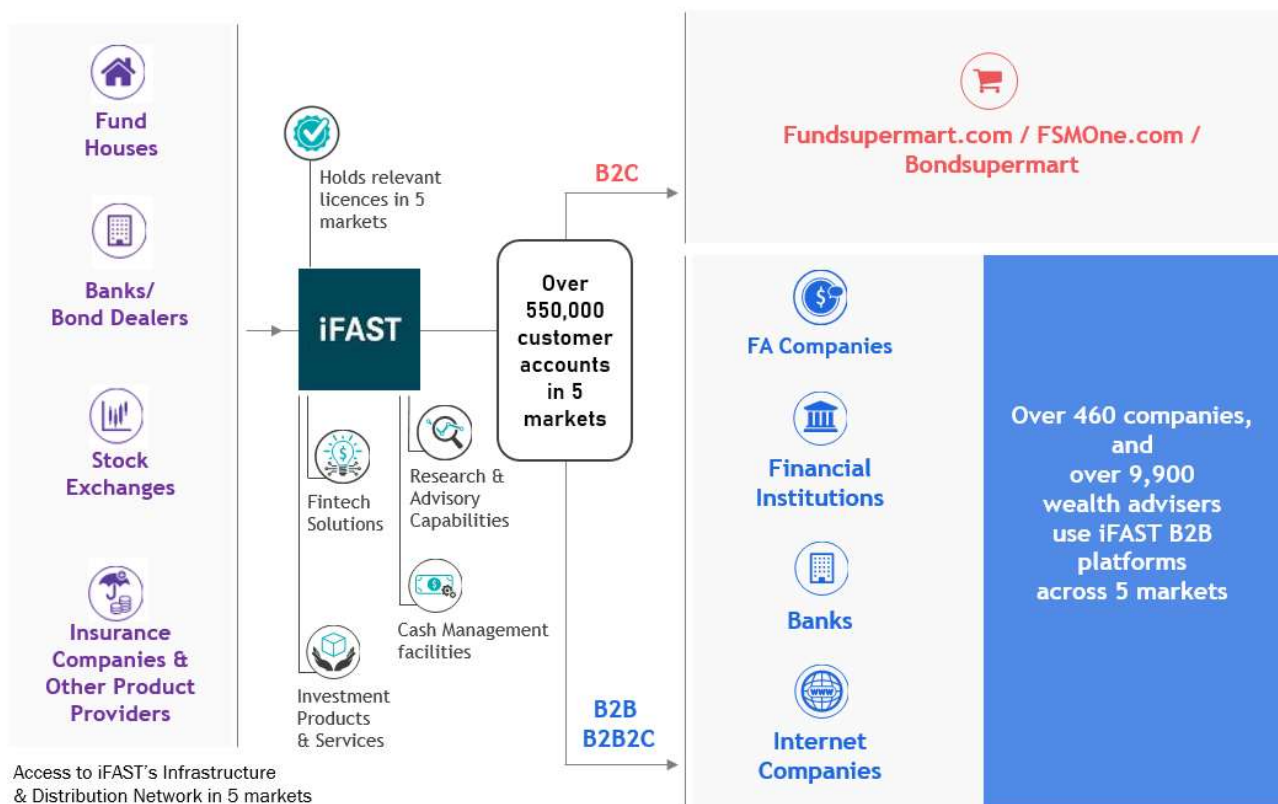 Fund
Houses
Banks/
Bond Dealers
Stock
Exchanges
Insurance
Companies &
Other Product
Providers
Access to iFAST's Infrastructure
& Distribution Network in 5 markets
Holds relevant
licences in 5
markets
iFAST
Fintech
Solutions
Research &
Advisory
Capabilities
Cash Management
facilities
Investment
Products
& Services
Over
550,000
customer
accounts
in 5
markets
B2C
B2B
B2B2C
Fundsupermart.com / FSMOne.com /
Bondsupermart
FA Companies
Financial
Institutions
Banks
WWW
Internet
Companies
Over 460 companies,
and
over 9,900
wealth advisers
use iFAST B2B
platforms
across 5 markets